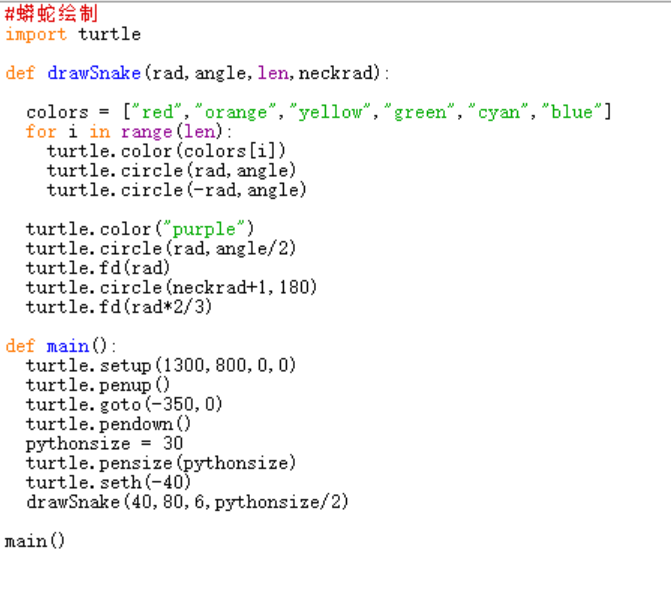 #蟒蛇绘制
import turtle
def drawSnake(rad,angle,len,neckrad):
colors = ["red","orange","yellow","green","cyan","blue"]
for i in range(len):
turtle.color(colors[i])
turtle.circle(rad,angle)
turtle.circle(-rad,angle)
turtle.color("purple")
turtle.circle(rad,angle/2)
turtle.fd(rad)
turtle.circle(neckrad+1,180)
turtle.fd(rad*2/3)
def main():
turtle.setup(1300,800,0,0)
turtle.penup()
turtle.goto(-350,0)
turtle.pendown()
pythonsize = 30
turtle.pensize(pythonsize)
turtle.seth(-40)
drawSnake(40,80,6,pythonsize/2)
main()